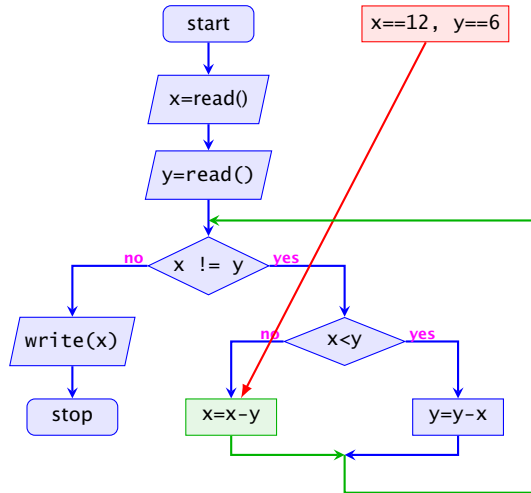 start
x==12, y==6
x=read()
y=read()
x != y
no
yes
write(x)
x<y
no
yes
stop
x=x-y
y=y-x